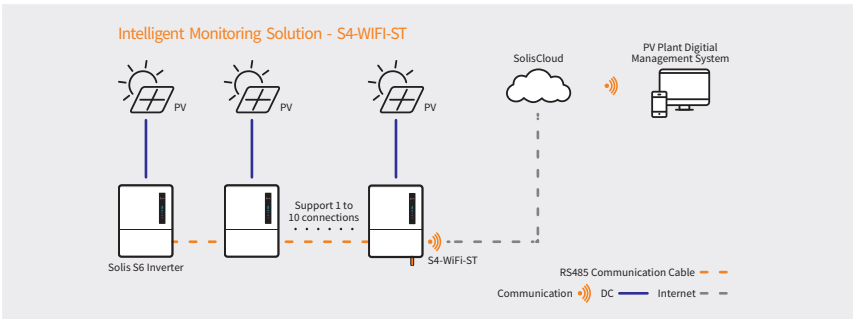 Intelligent Monitoring Solution - S4-WIFI-ST
SolisCloud
PV Plant Digitial
Management System
PV
PV
PV
Support 1 to
10 connections
Solis S6 Inverter
S4-WiFi-ST
RS485 Communication Cable
Communication
DC
Internet